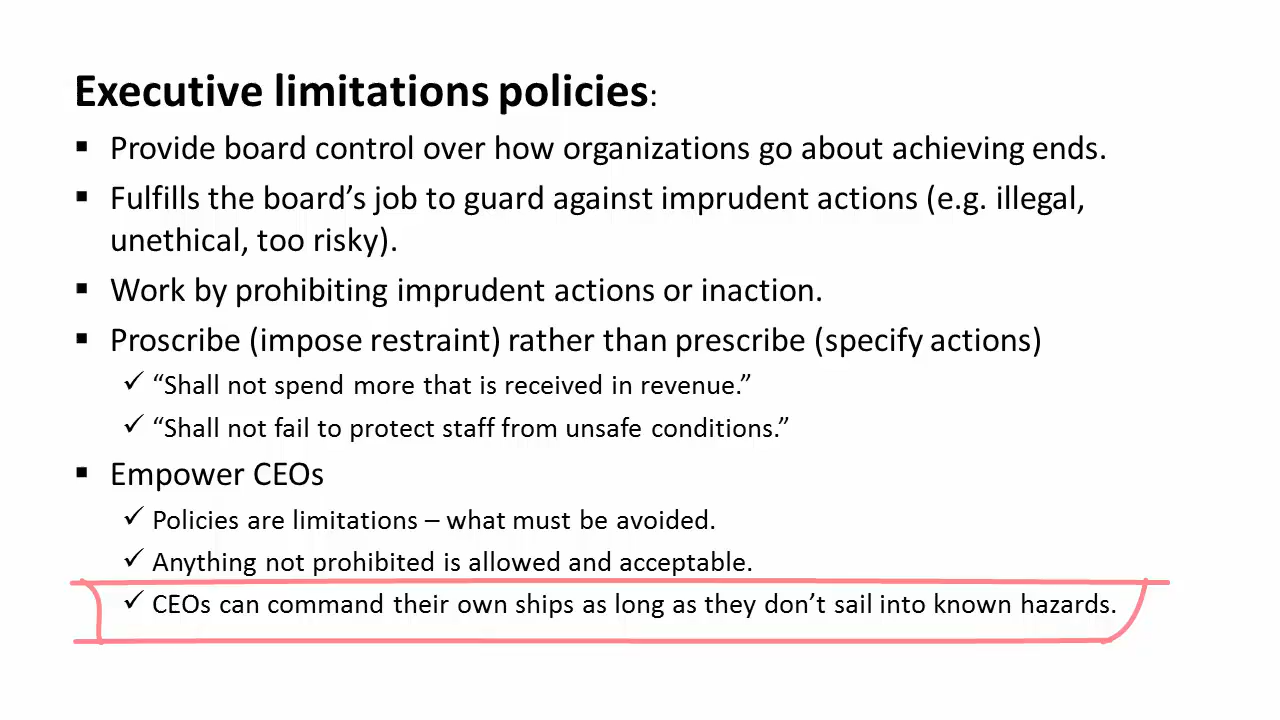 Executive limitations policies:
▪ Provide board control over how organizations go about achieving ends.
▪ Fulfills the board’s job to guard against imprudent actions (e.g. illegal,
unethical, too risky).
▪ Work by prohibiting imprudent actions or inaction.
▪ Proscribe (impose restraint) rather than prescribe (specify actions)
✓ “Shall not spend more that is received in revenue.”
✓ “Shall not fail to protect staff from unsafe conditions.”
▪ Empower CEOs
✓ Policies are limitations – what must be avoided.
✓ Anything not prohibited is allowed and acceptable.
✓ CEOs can command their own ships as long as they don’t sail into known hazards.